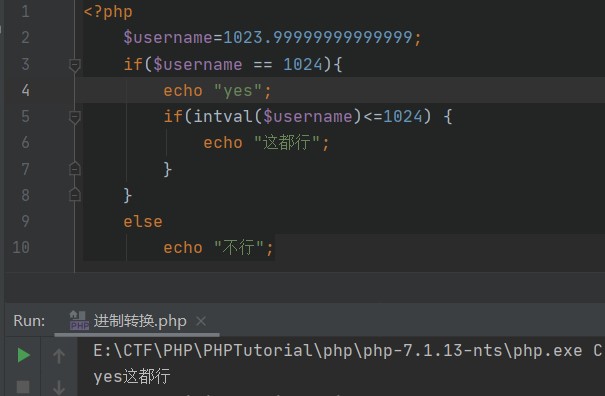 1 <?php
2 $username=1023.99999999999999;
3 if($username == 1024){
4 echo "yes";
5 if(intval($username)<=1024) {
6 echo "这都行";
7 }
8 }
9 else
10 echo "不行";
Run: 进制转换.php ×
E:\CTF\PHP\PHPTutorial\php\php-7.1.13-nts\php.exe C
yes这都行